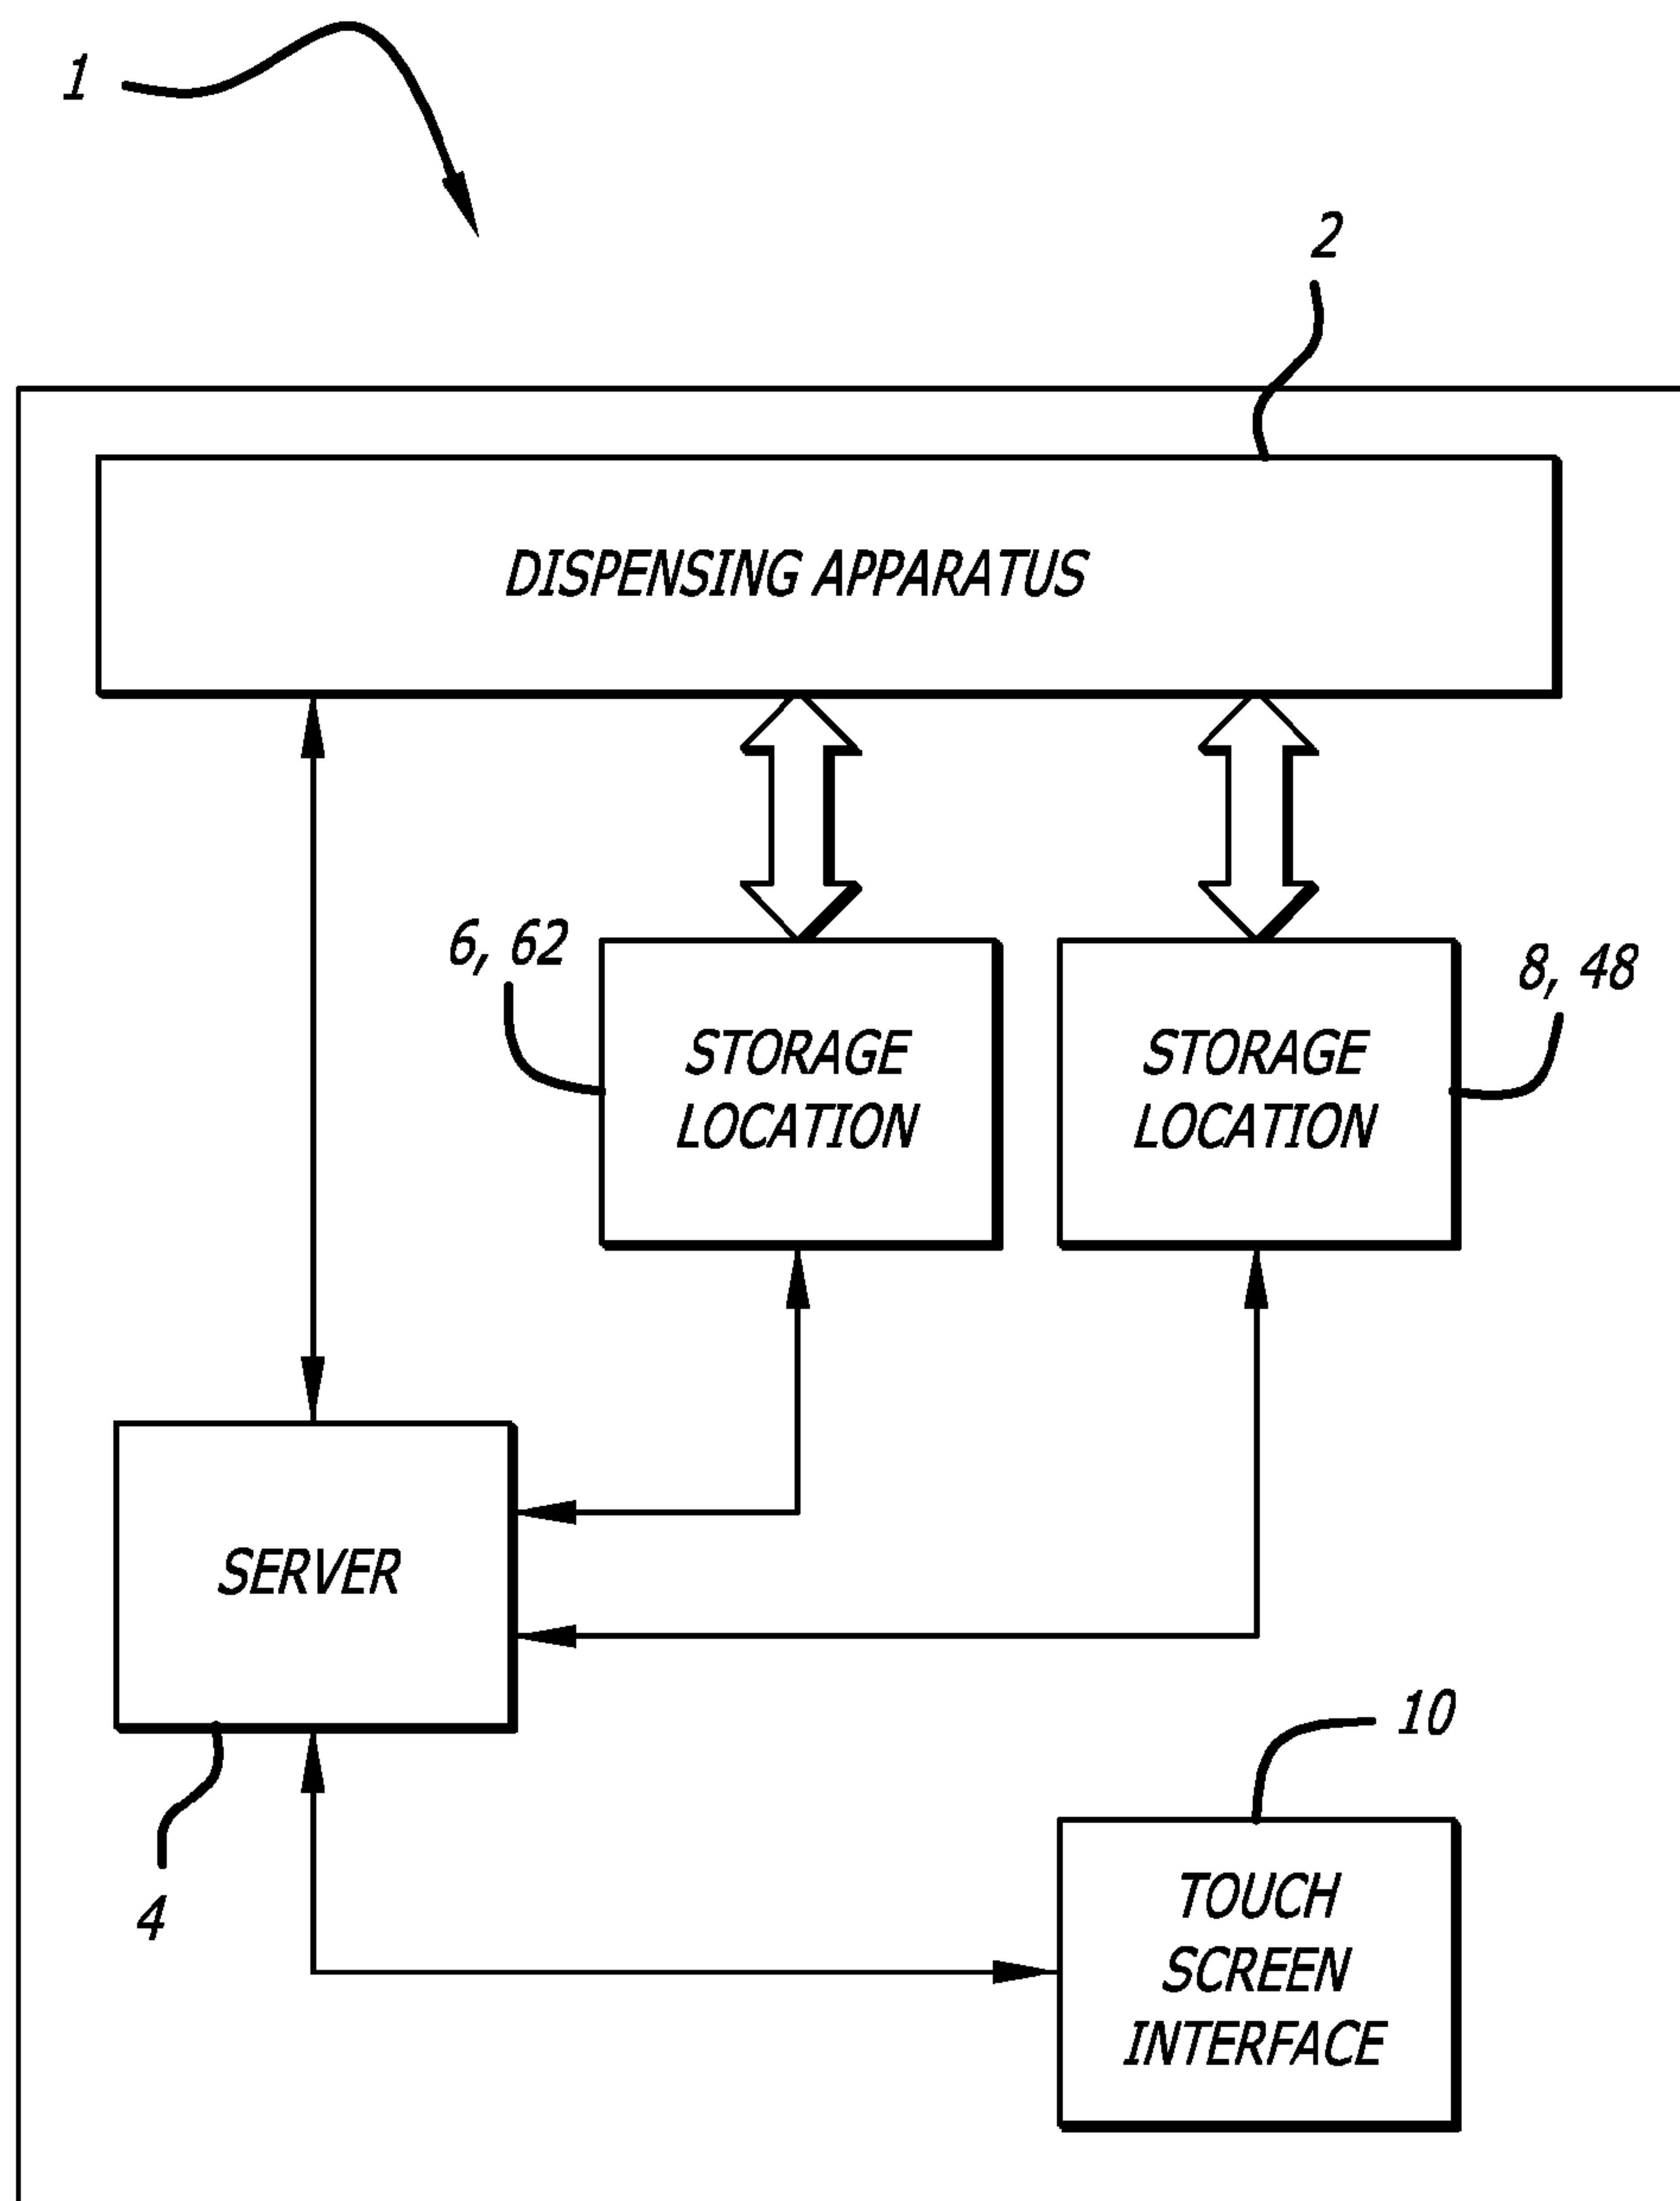 1
2
DISPENSING APPARATUS
6, 62
8, 48
STORAGE
LOCATION
STORAGE
LOCATION
SERVER
10
4
TOUCH
SCREEN
INTERFACE